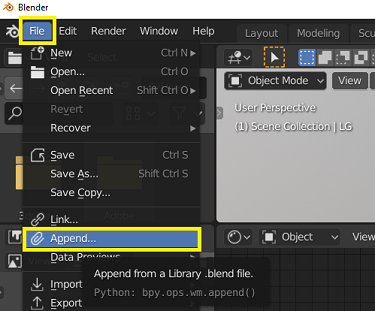 Blender
File Edit Render Window Help Layout Modeling
New Ctrl N
Open... Ctrl O
Open Recent Shift Ctrl O
Revert
Recover
Save Ctrl S
Save As... Shift Ctrl S
Save Copy...
Link...
Append...
Data Previews
Import
Export
Append from a Library .blend file.
Python: bpy.ops.wm.append()
Object Mode View
User Perspective
(1) Scene Collection | LG
Object View